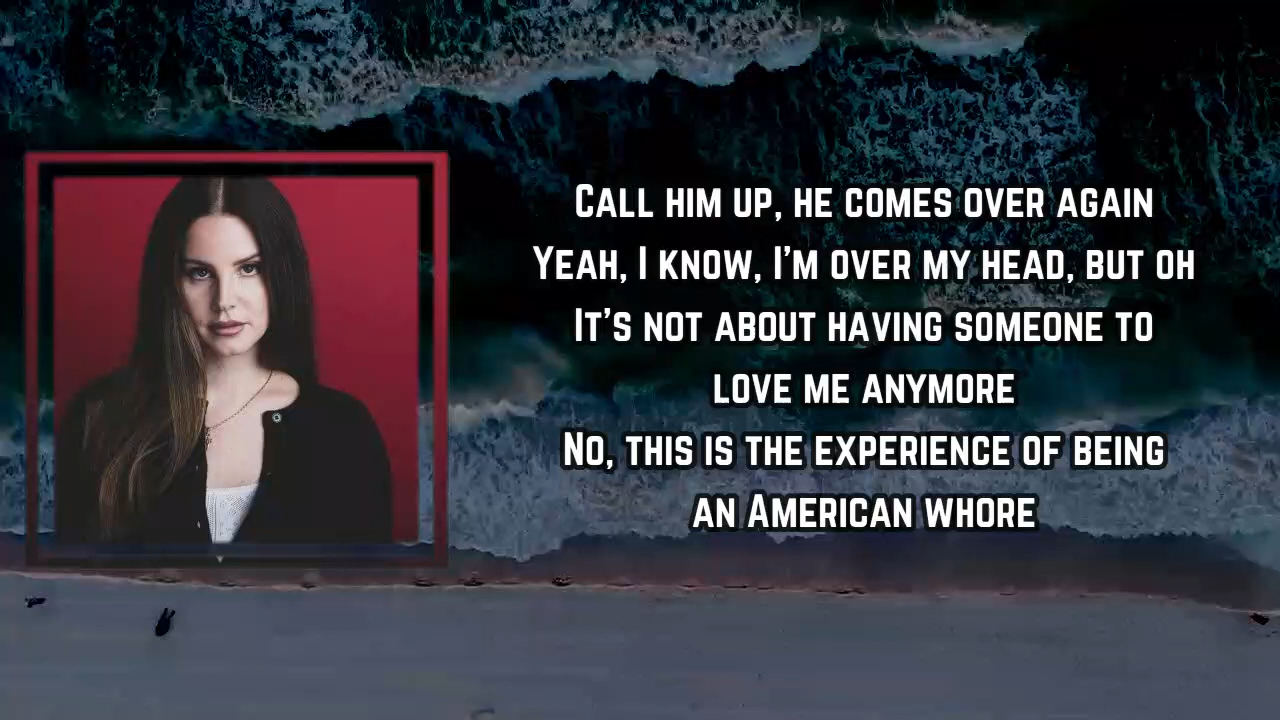 Call him up, he comes over again
Yeah, I know, I'm over my head, but oh
It's not about having someone to
love me anymore
No, this is the experience of being
an American whore